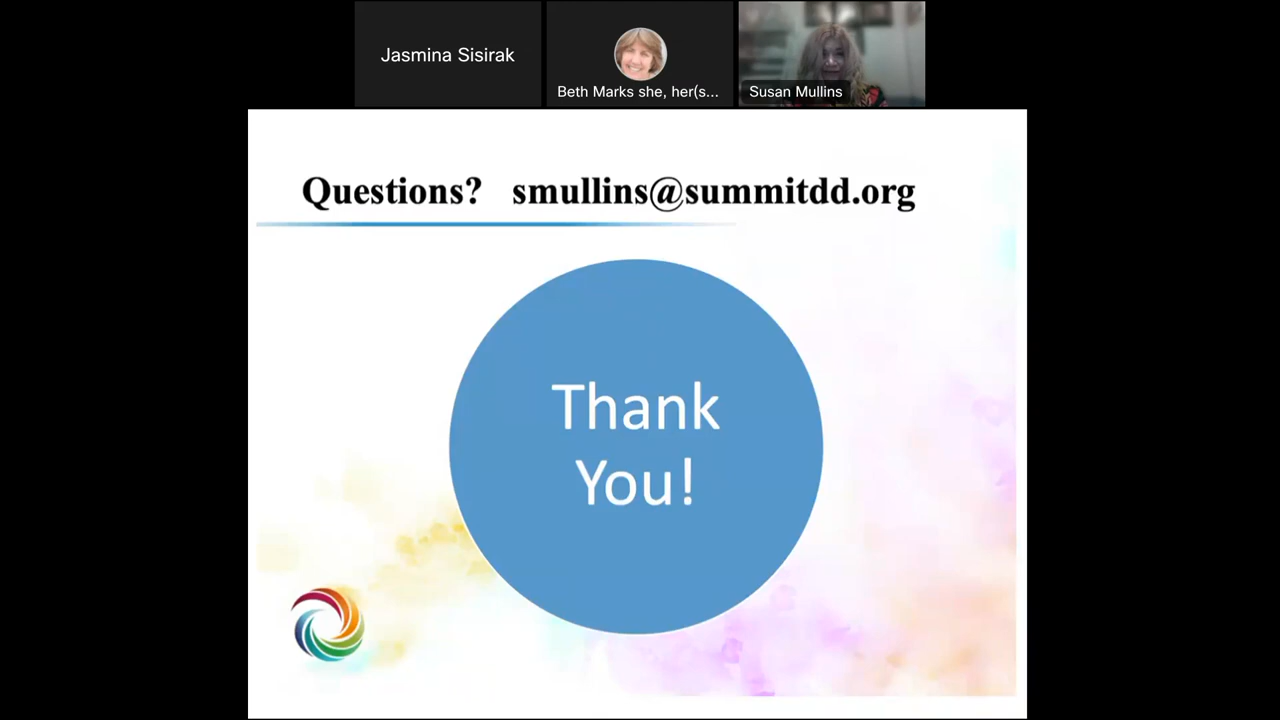 Jasmina Sisirak
Beth Marks she, her(s...
Susan Mullins
Questions? smullins@summitdd.org
Thank
You!